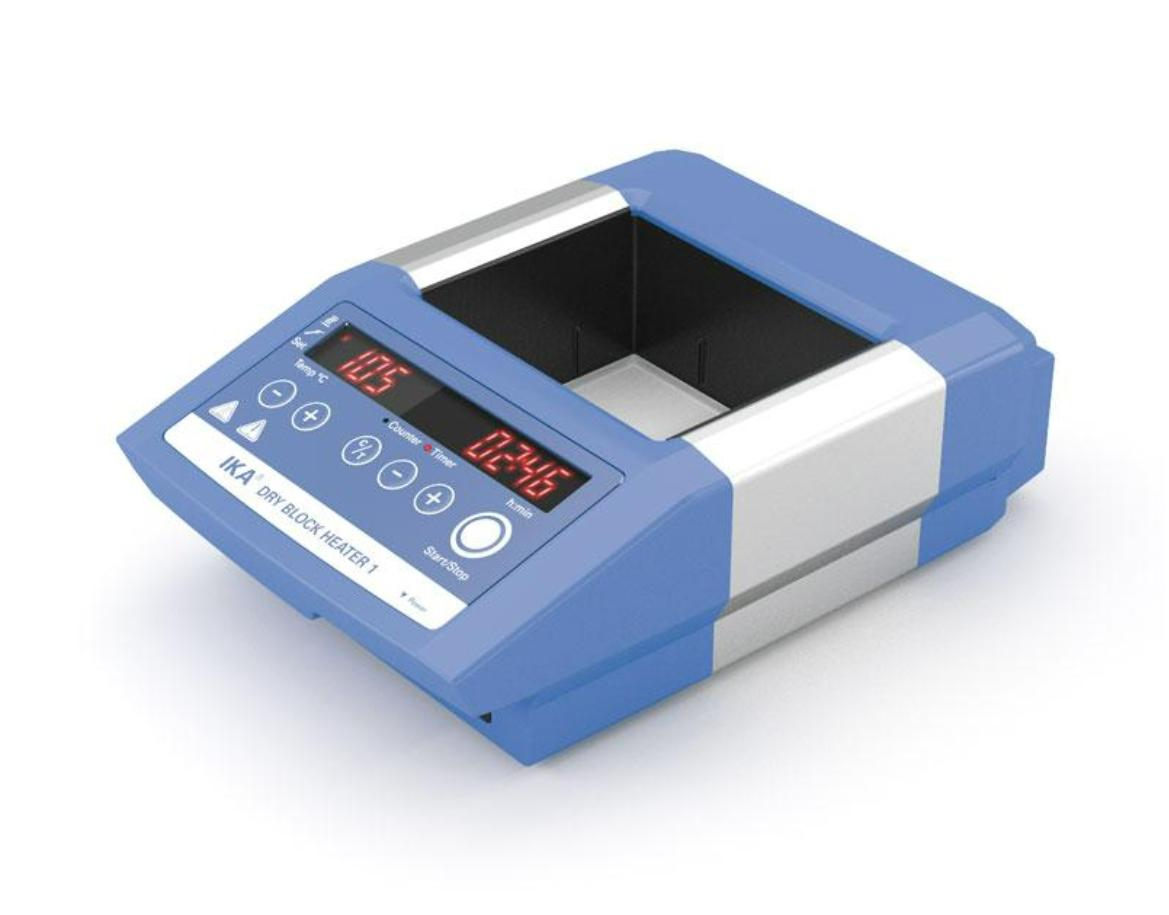 Set
105
Temp °C
Counter
Timer
02:46
h:min
C/T
Start/Stop
IKA® DRY BLOCK HEATER 1
Power